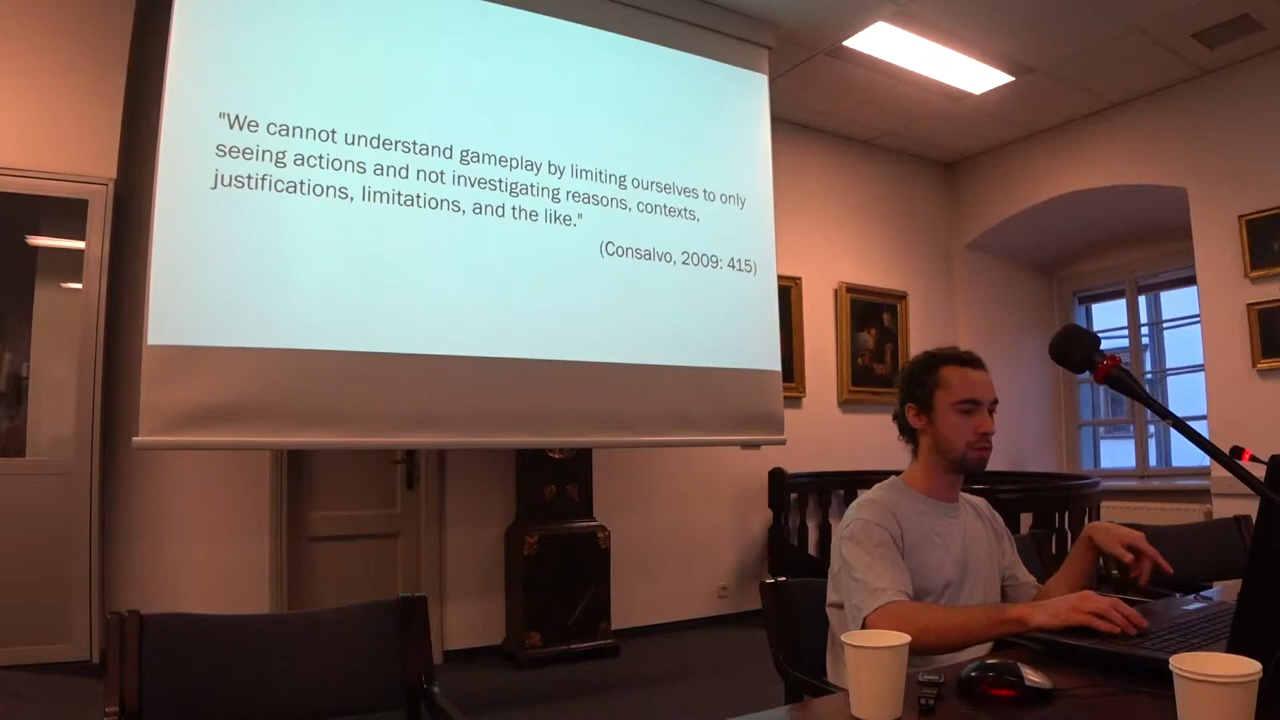 "We cannot understand gameplay by limiting ourselves to only
seeing actions and not investigating reasons, contexts,
justifications, limitations, and the like."
(Consalvo, 2009: 415)